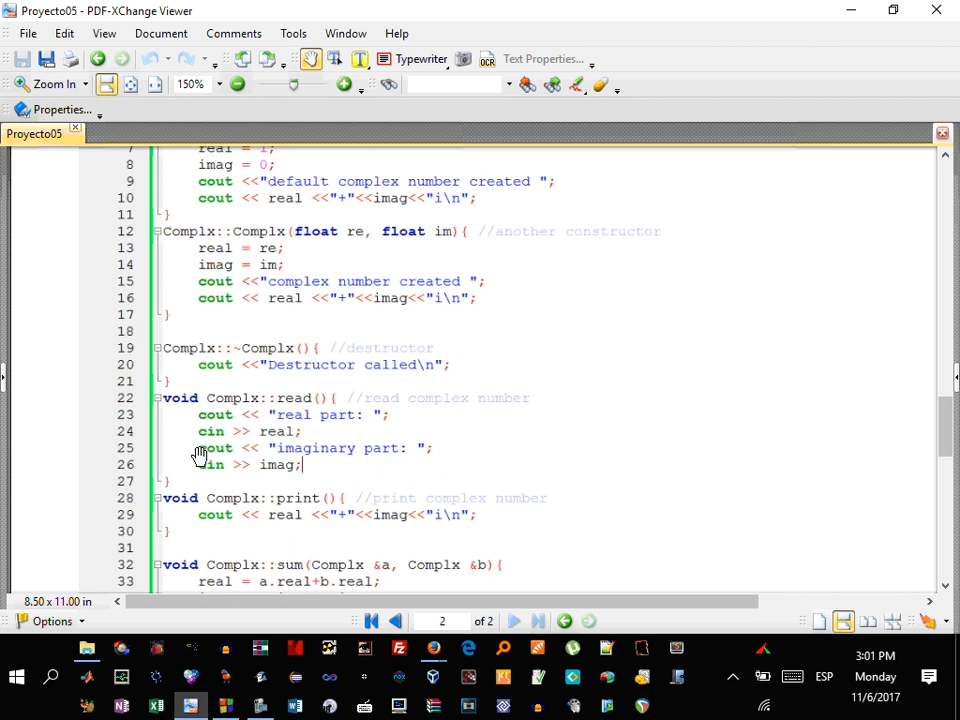 Proyecto05 - PDF-XChange Viewer
File Edit View Document Comments Tools Window Help
OCR Typewriter Text Properties...
Zoom In 150%
Properties...
Proyecto05
7 real = 1;
8 imag = 0;
9 cout <<"default complex number created ";
10 cout << real <<"+"<<imag<<"i\n";
11 }
12 Complx::Complx(float re, float im){ //another constructor
13 real = re;
14 imag = im;
15 cout <<"complex number created ";
16 cout << real <<"+"<<imag<<"i\n";
17 }
18
19 Complx::~Complx(){ //destructor
20 cout <<"Destructor called\n";
21 }
22 void Complx::read(){ //read complex number
23 cout << "real part: ";
24 cin >> real;
25 cout << "imaginary part: ";
26 cin >> imag;
27 }
28 void Complx::print(){ //print complex number
29 cout << real <<"+"<<imag<<"i\n";
30 }
31
32 void Complx::sum(Complx &a, Complx &b){
33 real = a.real+b.real;
8.50 x 11.00 in
Options 2 of 2
3:01 PM
ESP Monday
11/6/2017